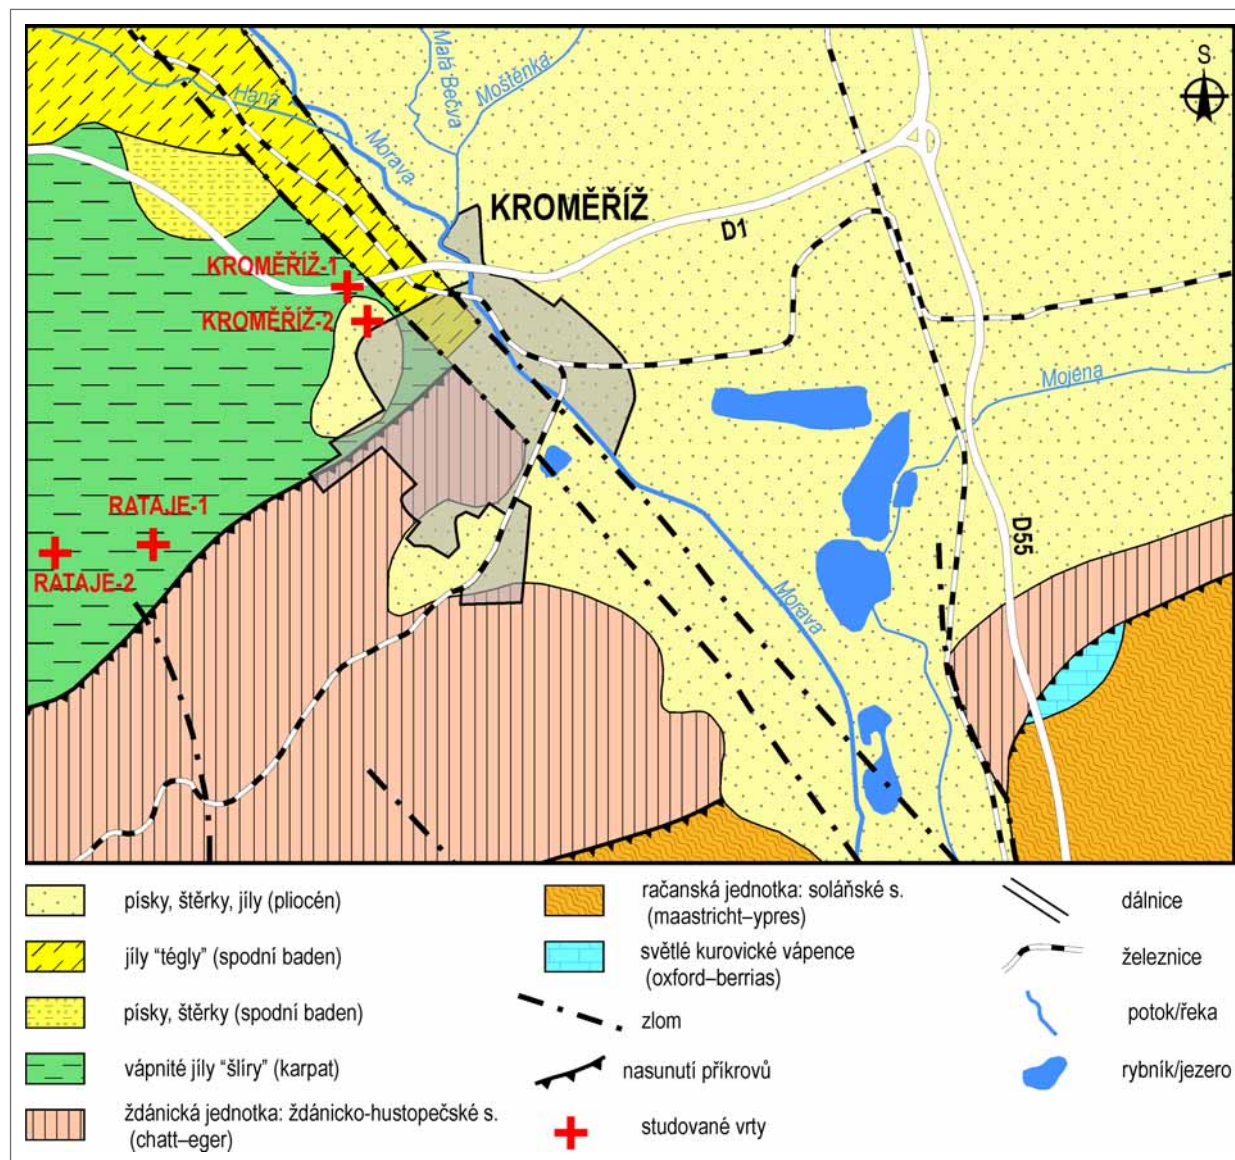 S
Malá Bečva
Moštěnka
Haná
Morava
KROMĚŘÍŽ
D1
KROMĚŘÍŽ-1
KROMĚŘÍŽ-2
Mojena
RATAJE-1
RATAJE-2
D55
Morava
písky, štěrky, jíly (pliocén)
jíly “tégly” (spodní baden)
písky, štěrky (spodní baden)
vápnité jíly “šlíry” (karpat)
ždánická jednotka: ždánicko-hustopečské s.
(chatt–eger)
račanská jednotka: soláňské s.
(maastricht–ypres)
světlé kurovické vápence
(oxford–berrias)
zlom
nasunutí příkrovů
studované vrty
dálnice
železnice
potok/řeka
rybník/jezero